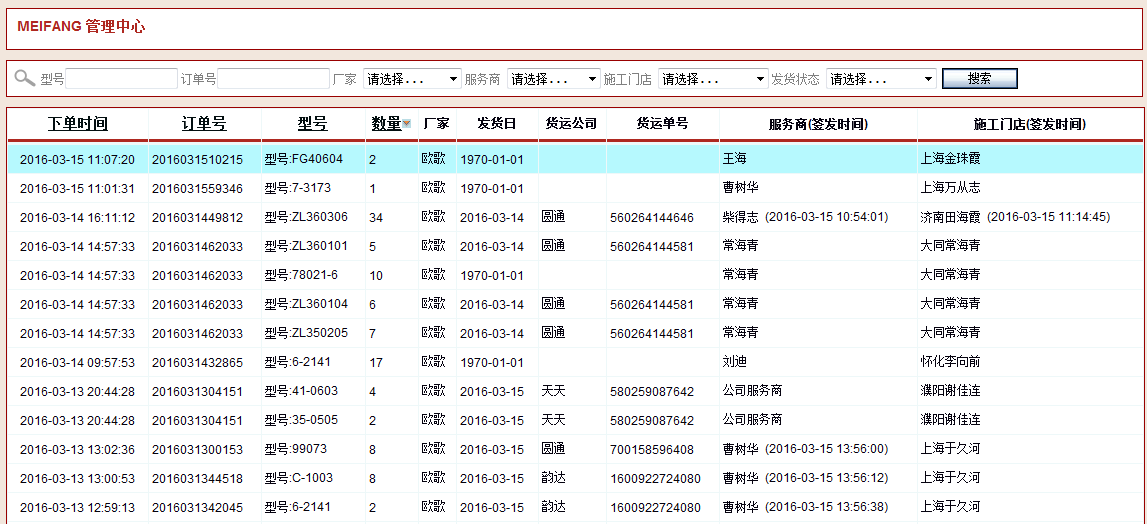 MEIFANG 管理中心
型号 订单号 厂家 请选择... 服务商 请选择... 施工门店 请选择... 发货状态 请选择... 搜索
下单时间 订单号 型号 数量 厂家 发货日 货运公司 货运单号 服务商(签发时间) 施工门店(签发时间)
2016-03-15 11:07:20 2016031510215 型号:FG40604 2 欧歌 1970-01-01 王海 上海金珠霞
2016-03-15 11:01:31 2016031559346 型号:7-3173 1 欧歌 1970-01-01 曹树华 上海万从志
2016-03-14 16:11:12 2016031449812 型号:ZL360306 34 欧歌 2016-03-14 圆通 560264144646 柴得志 (2016-03-15 10:54:01) 济南田海霞 (2016-03-15 11:14:45)
2016-03-14 14:57:33 2016031462033 型号:ZL360101 5 欧歌 2016-03-14 圆通 560264144581 常海青 大同常海青
2016-03-14 14:57:33 2016031462033 型号:78021-6 10 欧歌 1970-01-01 常海青 大同常海青
2016-03-14 14:57:33 2016031462033 型号:ZL360104 6 欧歌 2016-03-14 圆通 560264144581 常海青 大同常海青
2016-03-14 14:57:33 2016031462033 型号:ZL350205 7 欧歌 2016-03-14 圆通 560264144581 常海青 大同常海青
2016-03-14 09:57:53 2016031432865 型号:6-2141 17 欧歌 1970-01-01 刘迪 怀化李向前
2016-03-13 20:44:28 2016031304151 型号:41-0603 4 欧歌 2016-03-15 天天 580259087642 公司服务商 濮阳谢佳连
2016-03-13 20:44:28 2016031304151 型号:35-0505 2 欧歌 2016-03-15 天天 580259087642 公司服务商 濮阳谢佳连
2016-03-13 13:02:36 2016031300153 型号:99073 8 欧歌 2016-03-15 圆通 700158596408 曹树华 (2016-03-15 13:56:00) 上海于久河
2016-03-13 13:00:53 2016031344518 型号:C-1003 8 欧歌 2016-03-15 韵达 1600922724080 曹树华 (2016-03-15 13:56:12) 上海于久河
2016-03-13 12:59:13 2016031342045 型号:6-2141 2 欧歌 2016-03-15 韵达 1600922724080 曹树华 (2016-03-15 13:56:38) 上海于久河